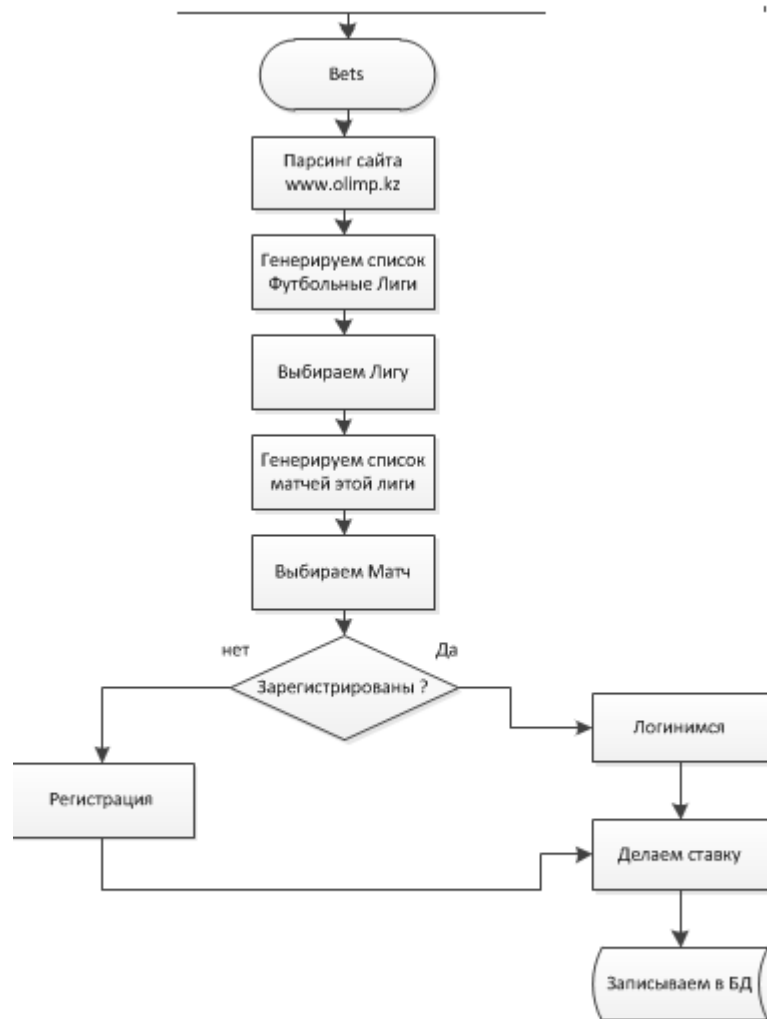 Bets
Парсинг сайта
www.olimp.kz
Генерируем список
Футбольные Лиги
Выбираем Лигу
Генерируем список
матчей этой лиги
Выбираем Матч
нет
Да
Зарегистрированы ?
Логинимся
Регистрация
Делаем ставку
Записываем в БД